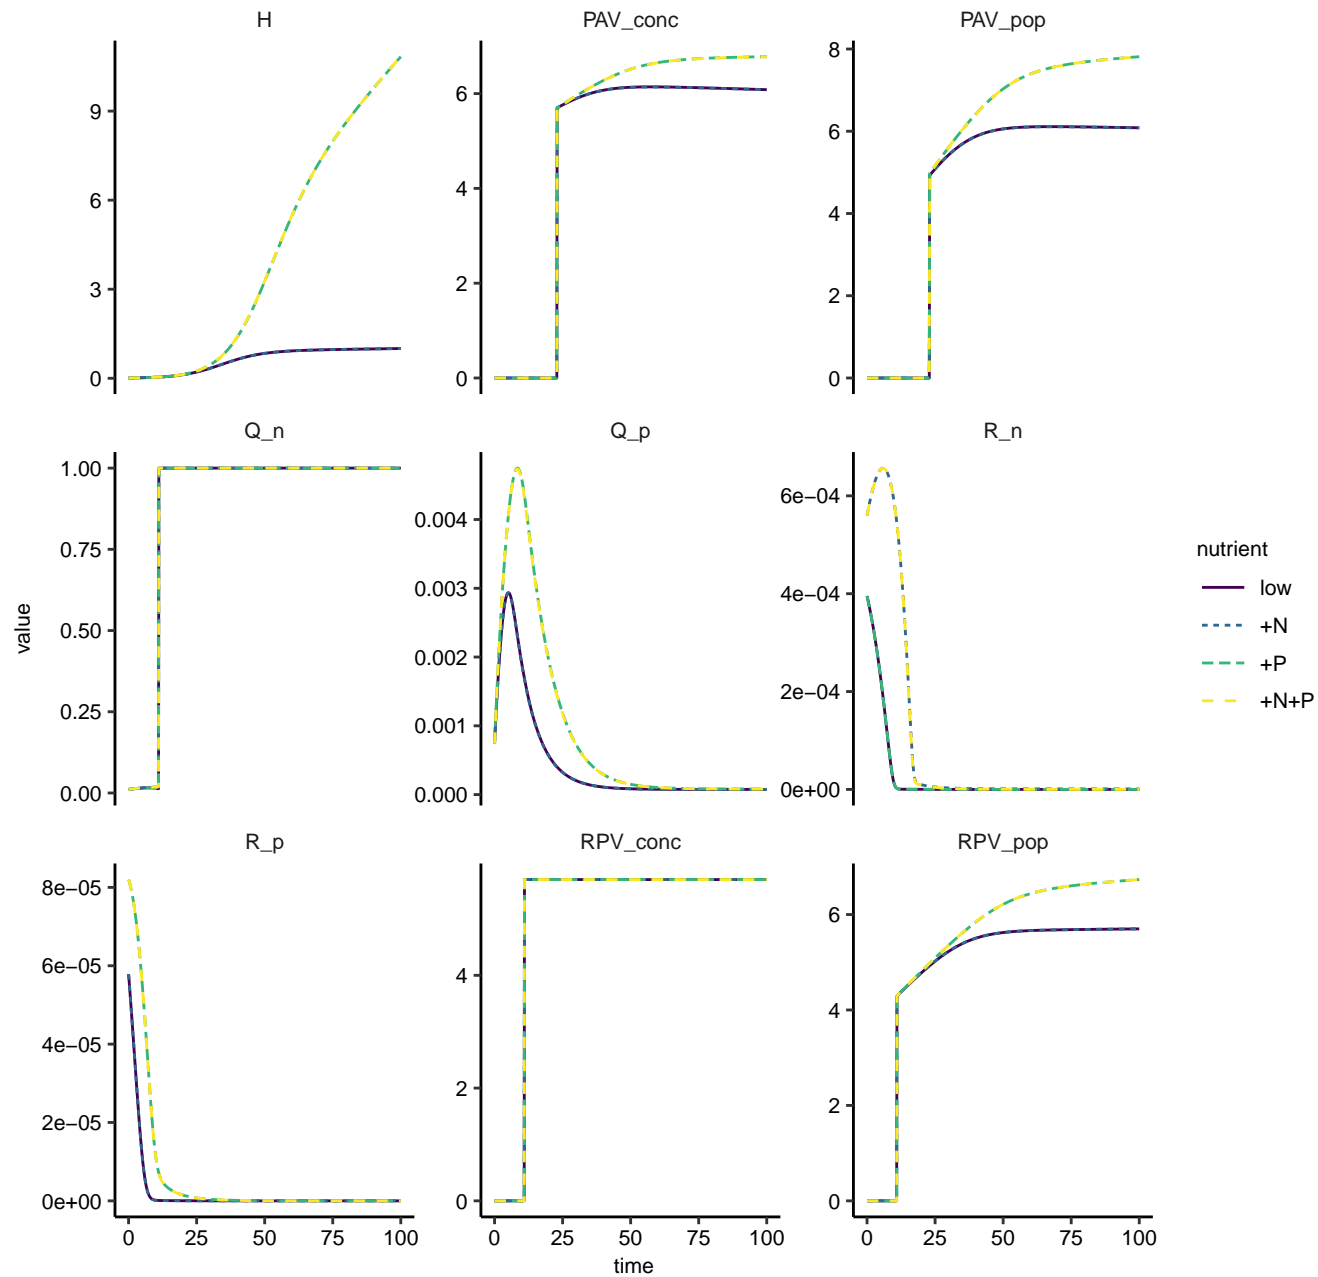 H PAV_conc PAV_pop
9
6
3
0
6
4
2
0
8
6
4
2
0
Q_n Q_p R_n
1.00
0.75
0.50
0.25
0.00
0.004
0.003
0.002
0.001
0.000
6e−04
4e−04
2e−04
0e+00
value
nutrient
low
+N
+P
+N+P
R_p RPV_conc RPV_pop
8e−05
6e−05
4e−05
2e−05
0e+00
4
2
0
6
4
2
0
0 25 50 75 100 0 25 50 75 100 0 25 50 75 100
time